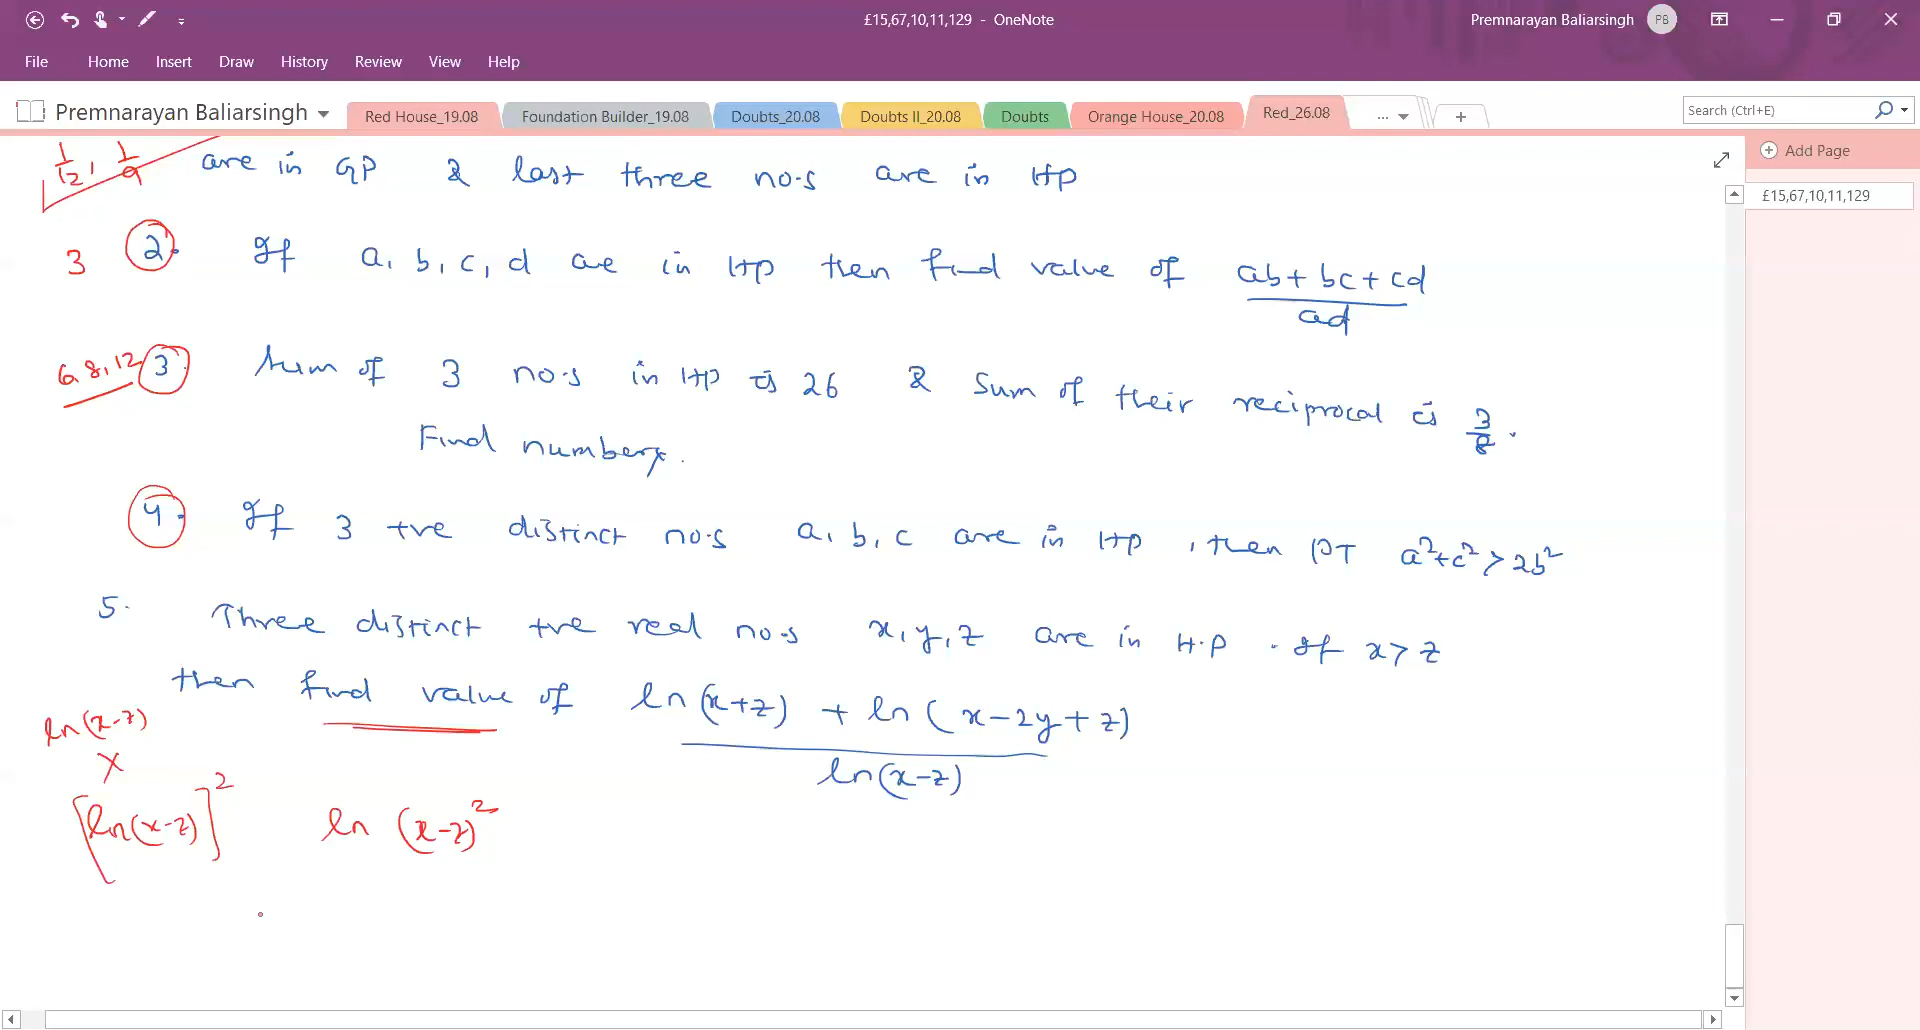 £15,67,10,11,129 - OneNote
Premnarayan Baliarsingh PB
File Home Insert Draw History Review View Help
Premnarayan Baliarsingh
Red House_19.08 Foundation Builder_19.08 Doubts_20.08 Doubts II_20.08 Doubts Orange House_20.08 Red_26.08 ... +
Search (Ctrl+E)
Add Page
£15,67,10,11,129
1/12, 1/9 are in GP & last three no.s are in HP
3 2. If a, b, c, d are in HP then find value of (ab + bc + cd)/ad
6,8,12 3. Sum of 3 no.s in HP is 26 & Sum of their reciprocal is 3/8.
Find numbers.
4. If 3 +ve distinct no.s a, b, c are in HP, then PT a²+c² > 2b²
5. Three distinct +ve real no.s x, y, z are in H.P. If x > z
then find value of (ln(x+z) + ln(x-2y+z))/ln(x-z)
ln(x-z)
X
[ln(x-z)]² ln (x-z)²